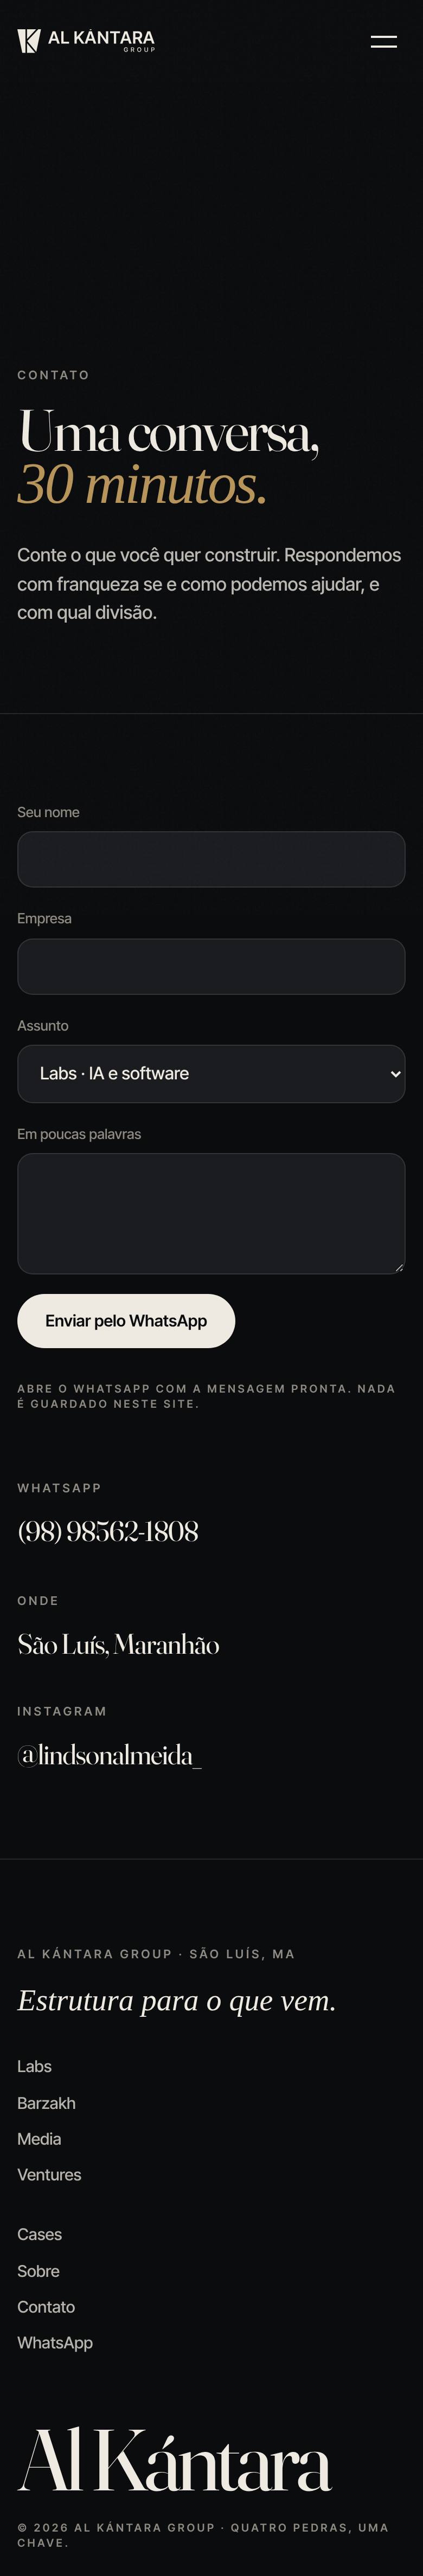 AL KÁNTARA
GROUP
CONTATO
Uma conversa,
30 minutos.
Conte o que você quer construir. Respondemos
com franqueza se e como podemos ajudar, e
com qual divisão.
Seu nome
Empresa
Assunto
Labs · IA e software
Em poucas palavras
Enviar pelo WhatsApp
ABRE O WHATSAPP COM A MENSAGEM PRONTA. NADA
É GUARDADO NESTE SITE.
WHATSAPP
(98) 98562-1808
ONDE
São Luís, Maranhão
INSTAGRAM
@lindsonalmeida_
AL KÁNTARA GROUP · SÃO LUÍS, MA
Estrutura para o que vem.
Labs
Barzakh
Media
Ventures
Cases
Sobre
Contato
WhatsApp
Al Kántara
© 2026 AL KÁNTARA GROUP · QUATRO PEDRAS, UMA
CHAVE.